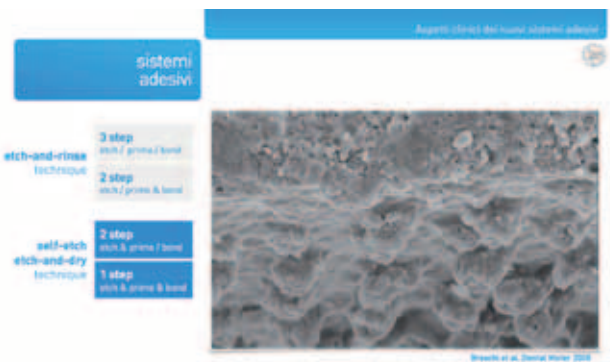 Aspetti clinici dei nuovi sistemi adesivi
sistemi
adesivi
3 step
etch / prime / bond
etch-and-rinse
technique
2 step
etch / prime & bond
self-etch
etch-and-dry
technique
2 step
etch & prime / bond
1 step
etch & prime & bond
Breschi et al, Dental Mater 2008